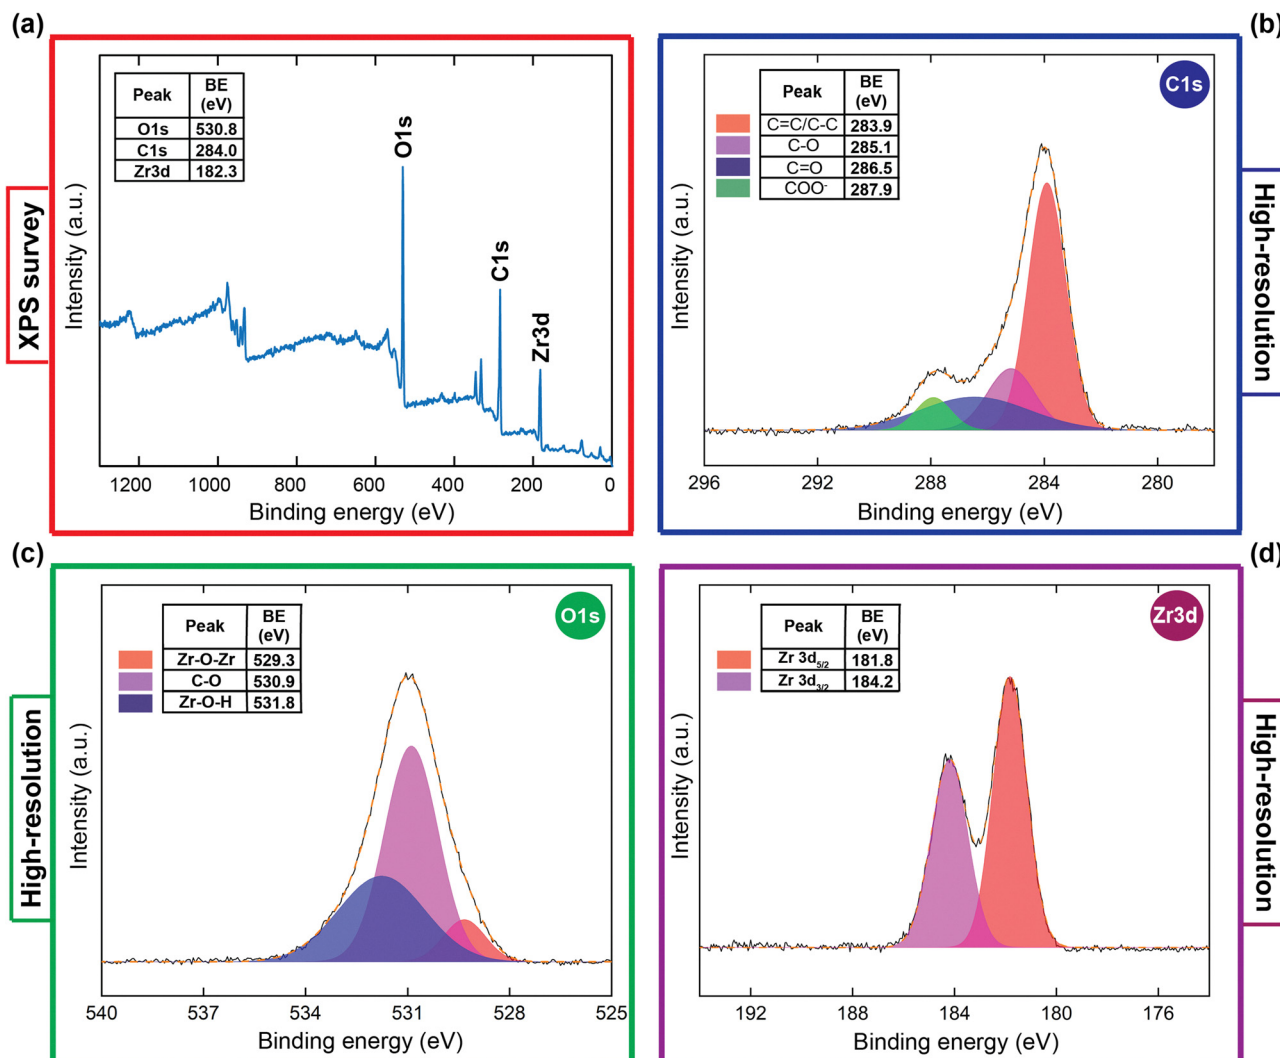 (a)
XPS survey
Peak BE (eV)
O1s 530.8
C1s 284.0
Zr3d 182.3
O1s
C1s
Zr3d
Intensity (a.u.)
1200 1000 800 600 400 200 0
Binding energy (eV)
(b)
High-resolution
C1s
Peak BE (eV)
C=C/C-C 283.9
C-O 285.1
C=O 286.5
COO⁻ 287.9
Intensity (a.u.)
296 292 288 284 280
Binding energy (eV)
(c)
High-resolution
O1s
Peak BE (eV)
Zr-O-Zr 529.3
C-O 530.9
Zr-O-H 531.8
Intensity (a.u.)
540 537 534 531 528 525
Binding energy (eV)
(d)
High-resolution
Zr3d
Peak BE (eV)
Zr 3d5/2 181.8
Zr 3d3/2 184.2
Intensity (a.u.)
192 188 184 180 176
Binding energy (eV)